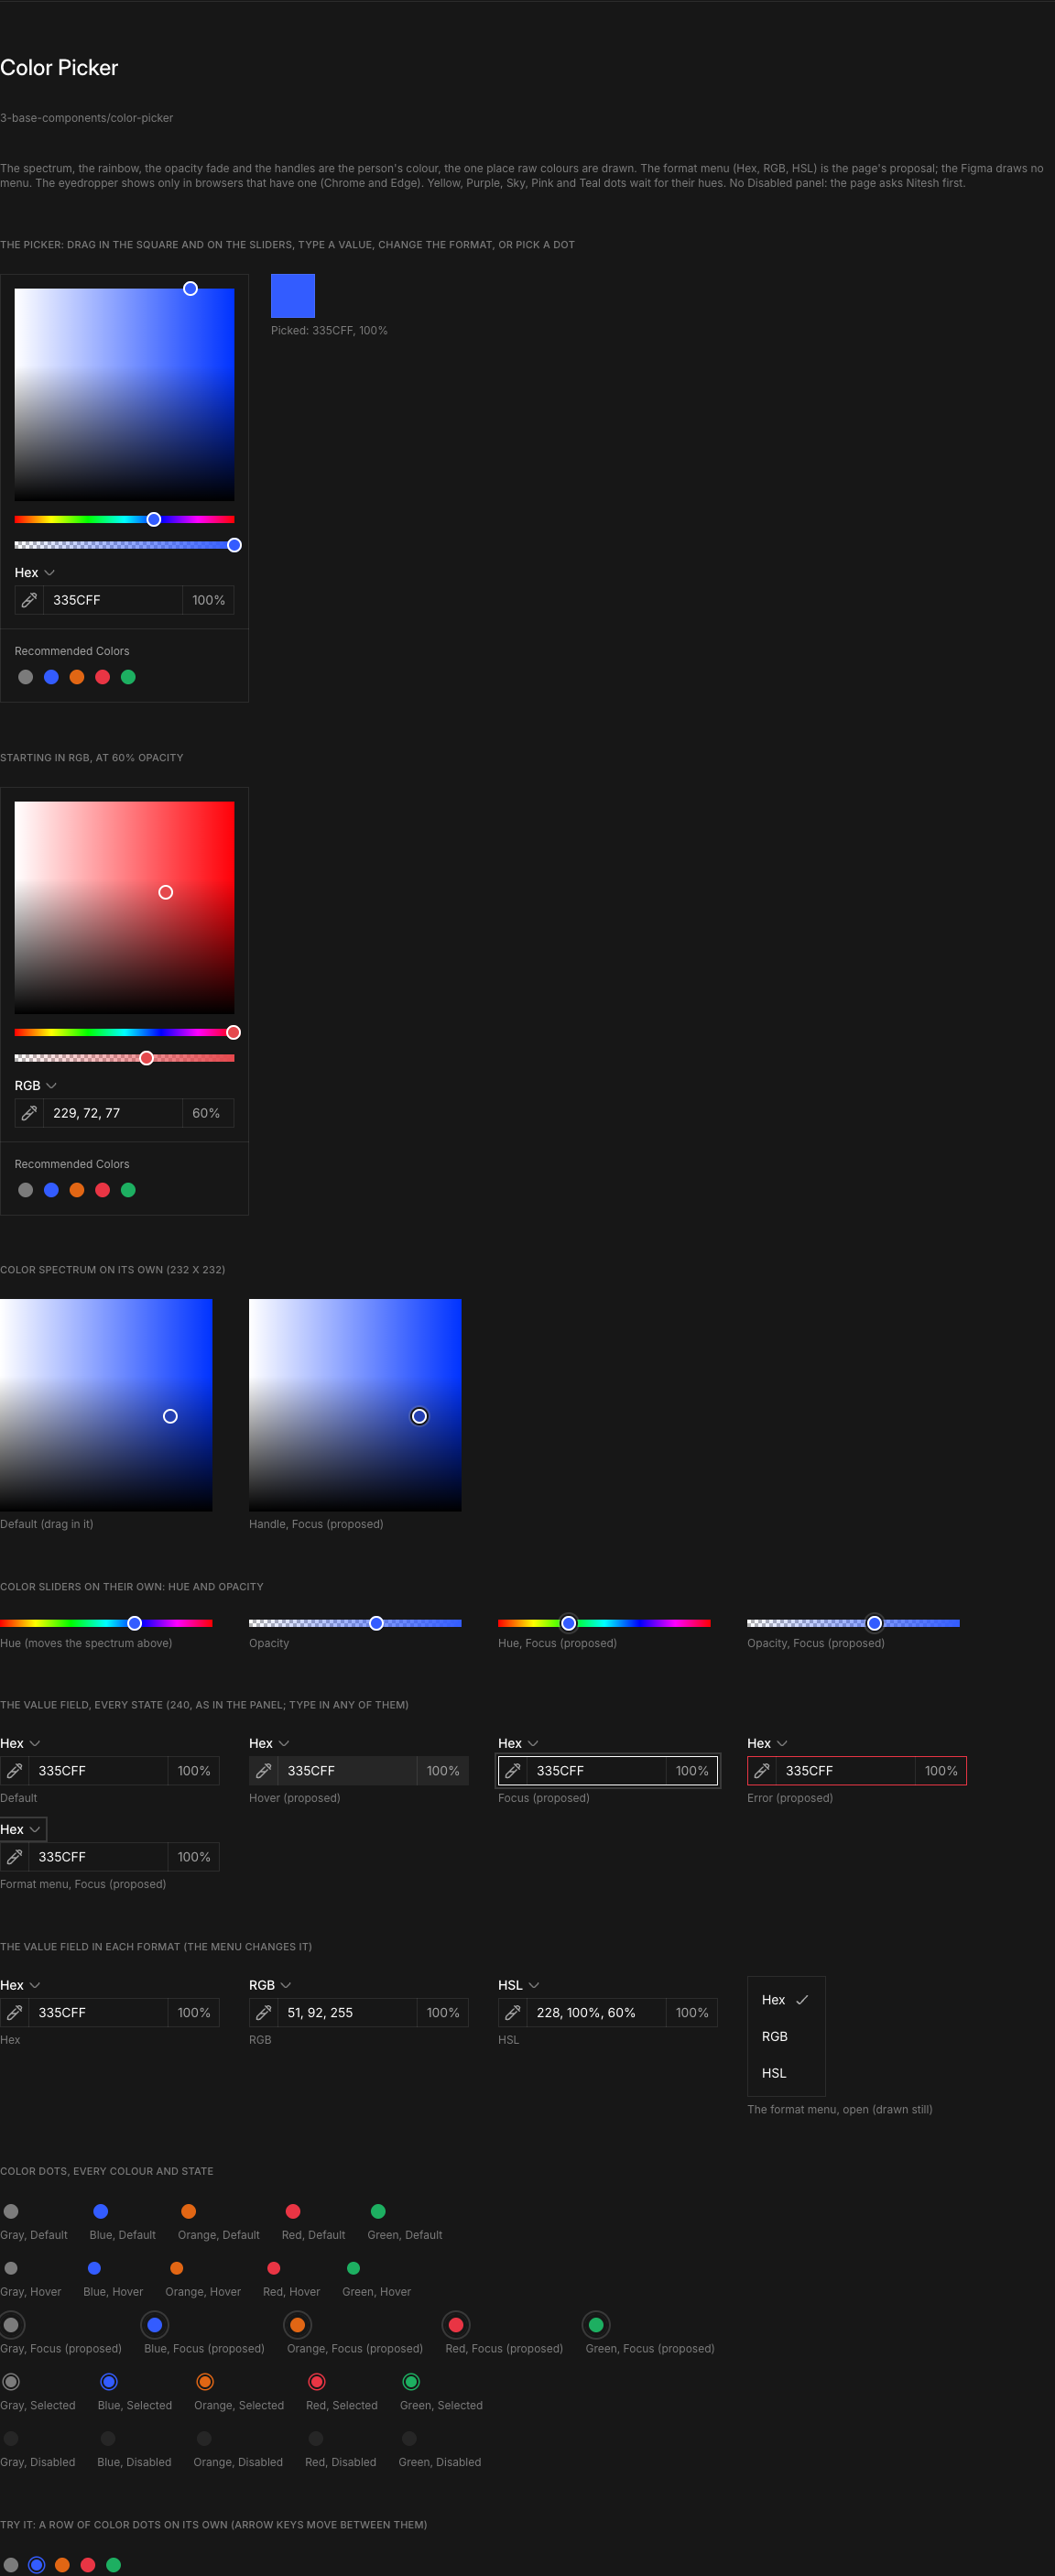 Color Picker
3-base-components/color-picker
The spectrum, the rainbow, the opacity fade and the handles are the person's colour, the one place raw colours are drawn. The format menu (Hex, RGB, HSL) is the page's proposal; the Figma draws no
menu. The eyedropper shows only in browsers that have one (Chrome and Edge). Yellow, Purple, Sky, Pink and Teal dots wait for their hues. No Disabled panel: the page asks Nitesh first.
THE PICKER: DRAG IN THE SQUARE AND ON THE SLIDERS, TYPE A VALUE, CHANGE THE FORMAT, OR PICK A DOT
Picked: 335CFF, 100%
Hex
335CFF 100%
Recommended Colors
STARTING IN RGB, AT 60% OPACITY
RGB
229, 72, 77 60%
Recommended Colors
COLOR SPECTRUM ON ITS OWN (232 X 232)
Default (drag in it) Handle, Focus (proposed)
COLOR SLIDERS ON THEIR OWN: HUE AND OPACITY
Hue (moves the spectrum above) Opacity Hue, Focus (proposed) Opacity, Focus (proposed)
THE VALUE FIELD, EVERY STATE (240, AS IN THE PANEL; TYPE IN ANY OF THEM)
Hex Hex Hex Hex
335CFF 100% 335CFF 100% 335CFF 100% 335CFF 100%
Default Hover (proposed) Focus (proposed) Error (proposed)
Hex
335CFF 100%
Format menu, Focus (proposed)
THE VALUE FIELD IN EACH FORMAT (THE MENU CHANGES IT)
Hex RGB HSL
335CFF 100% 51, 92, 255 100% 228, 100%, 60% 100%
Hex RGB HSL
Hex
RGB
HSL
The format menu, open (drawn still)
COLOR DOTS, EVERY COLOUR AND STATE
Gray, Default Blue, Default Orange, Default Red, Default Green, Default
Gray, Hover Blue, Hover Orange, Hover Red, Hover Green, Hover
Gray, Focus (proposed) Blue, Focus (proposed) Orange, Focus (proposed) Red, Focus (proposed) Green, Focus (proposed)
Gray, Selected Blue, Selected Orange, Selected Red, Selected Green, Selected
Gray, Disabled Blue, Disabled Orange, Disabled Red, Disabled Green, Disabled
TRY IT: A ROW OF COLOR DOTS ON ITS OWN (ARROW KEYS MOVE BETWEEN THEM)